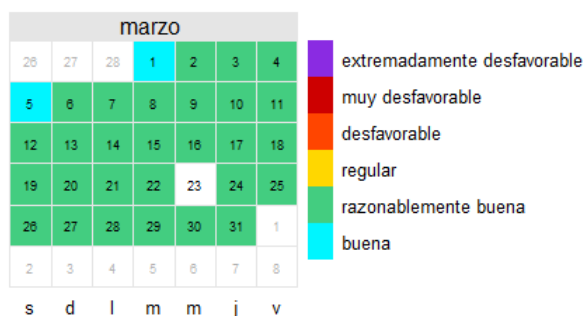 marzo
26 27 28 1 2 3 4
5 6 7 8 9 10 11
12 13 14 15 16 17 18
19 20 21 22 23 24 25
26 27 28 29 30 31 1
2 3 4 5 6 7 8
s d l m m j v
extremadamente desfavorable
muy desfavorable
desfavorable
regular
razonablemente buena
buena